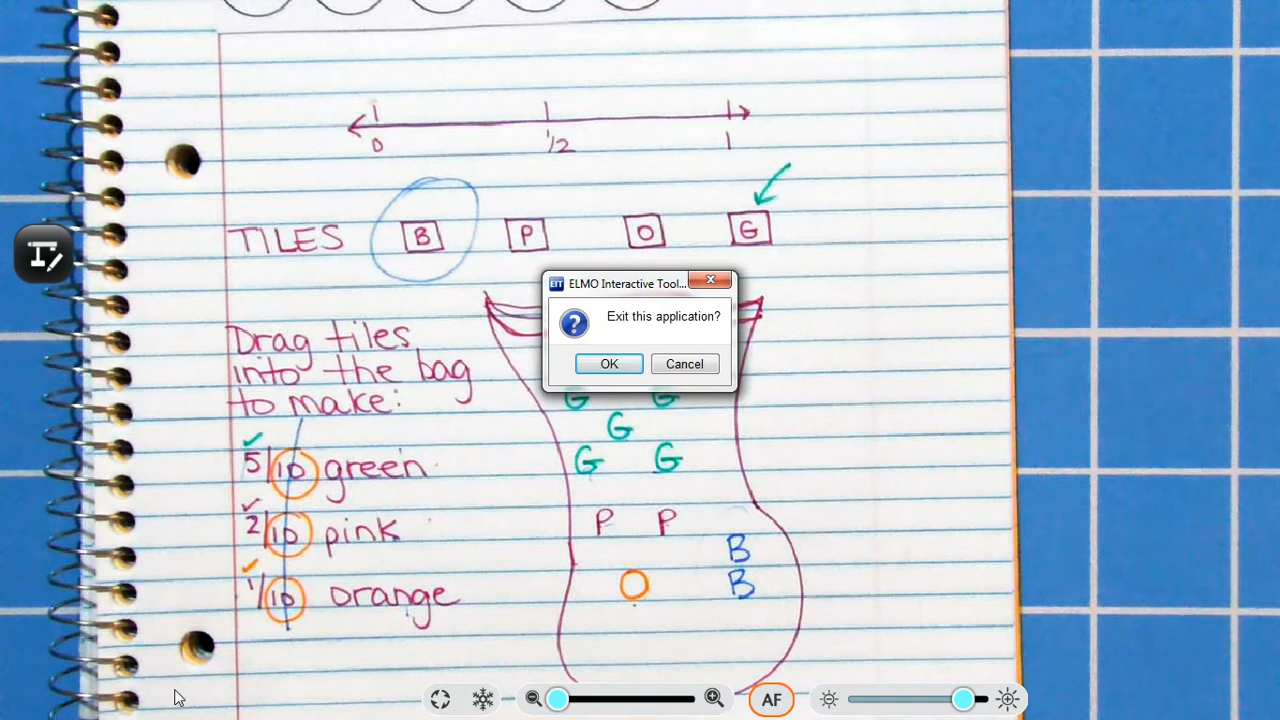 0 1/2 1
TILES B P O G
ELMO Interactive Tool...
Exit this application?
OK Cancel
Drag tiles
into the bag
to make:
5/10 green
2/10 pink
1/10 orange
G G
G
G G
P P
B
O B
AF